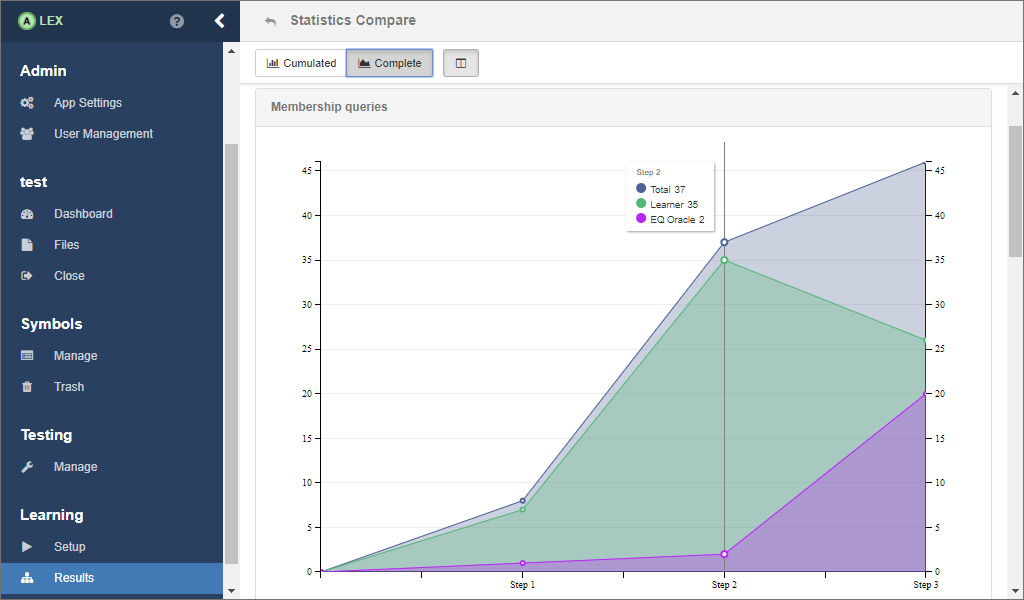 A LEX ?
Statistics Compare
Cumulated Complete
Admin
App Settings
User Management
test
Dashboard
Files
Close
Symbols
Manage
Trash
Testing
Manage
Learning
Setup
Results
Membership queries
Step 2
Total 37
Learner 35
EQ Oracle 2
45 45
40 40
35 35
30 30
25 25
20 20
15 15
10 10
5 5
0 0
Step 1 Step 2 Step 3